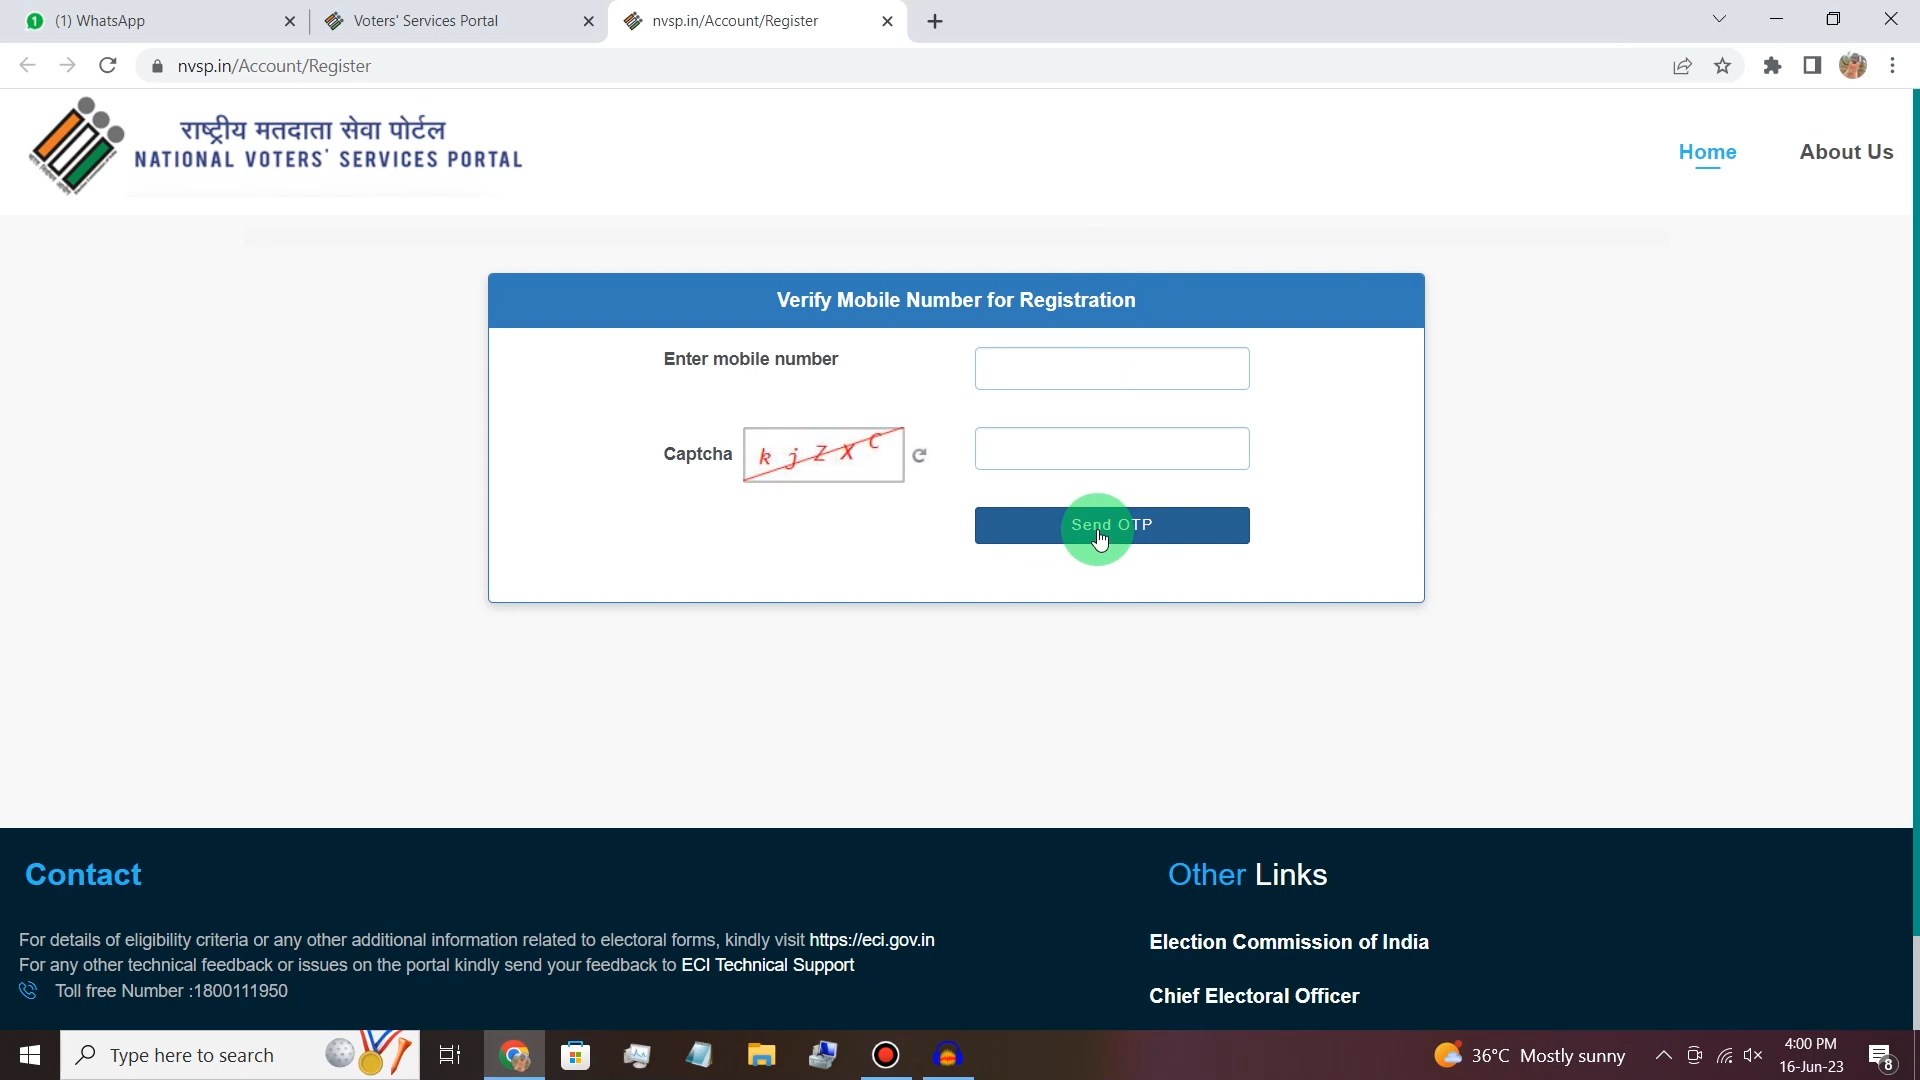 (1) WhatsApp
Voters' Services Portal
nvsp.in/Account/Register
nvsp.in/Account/Register
राष्ट्रीय मतदाता सेवा पोर्टल
NATIONAL VOTERS' SERVICES PORTAL
Home
About Us
Verify Mobile Number for Registration
Enter mobile number
Captcha
k j Z X C
Send OTP
Contact
Other Links
For details of eligibility criteria or any other additional information related to electoral forms, kindly visit https://eci.gov.in
For any other technical feedback or issues on the portal kindly send your feedback to ECI Technical Support
Toll free Number :1800111950
Election Commission of India
Chief Electoral Officer
Type here to search
36°C Mostly sunny
4:00 PM
16-Jun-23
8